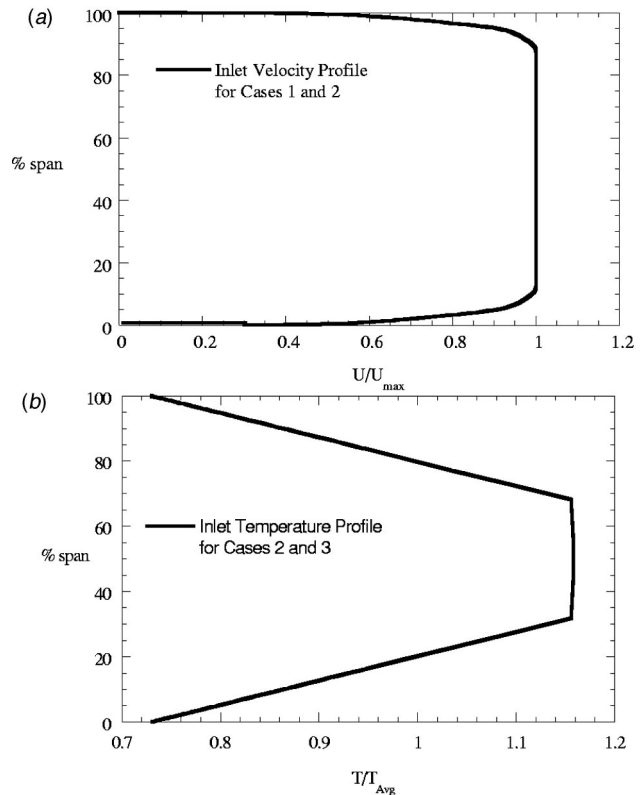 (a)
100
80
60
40
20
0
% span
Inlet Velocity Profile
for Cases 1 and 2
0 0.2 0.4 0.6 0.8 1 1.2
U/Umax
(b)
100
80
60
40
20
0
% span
Inlet Temperature Profile
for Cases 2 and 3
0.7 0.8 0.9 1 1.1 1.2
T/TAvg